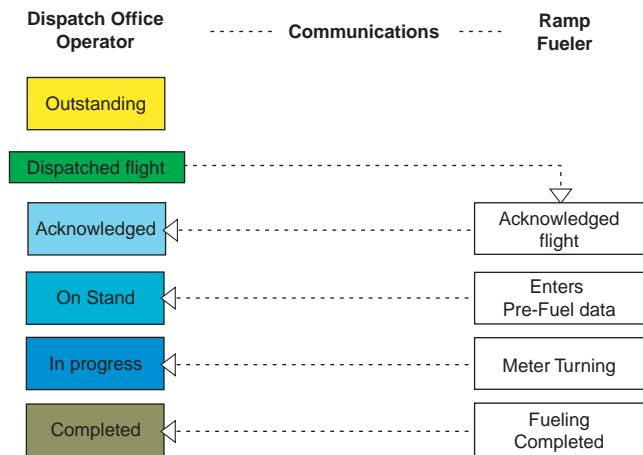 Dispatch Office
Operator
Communications
Ramp
Fueler
Outstanding
Dispatched flight
Acknowledged
Acknowledged
flight
On Stand
Enters
Pre-Fuel data
In progress
Meter Turning
Completed
Fueling
Completed